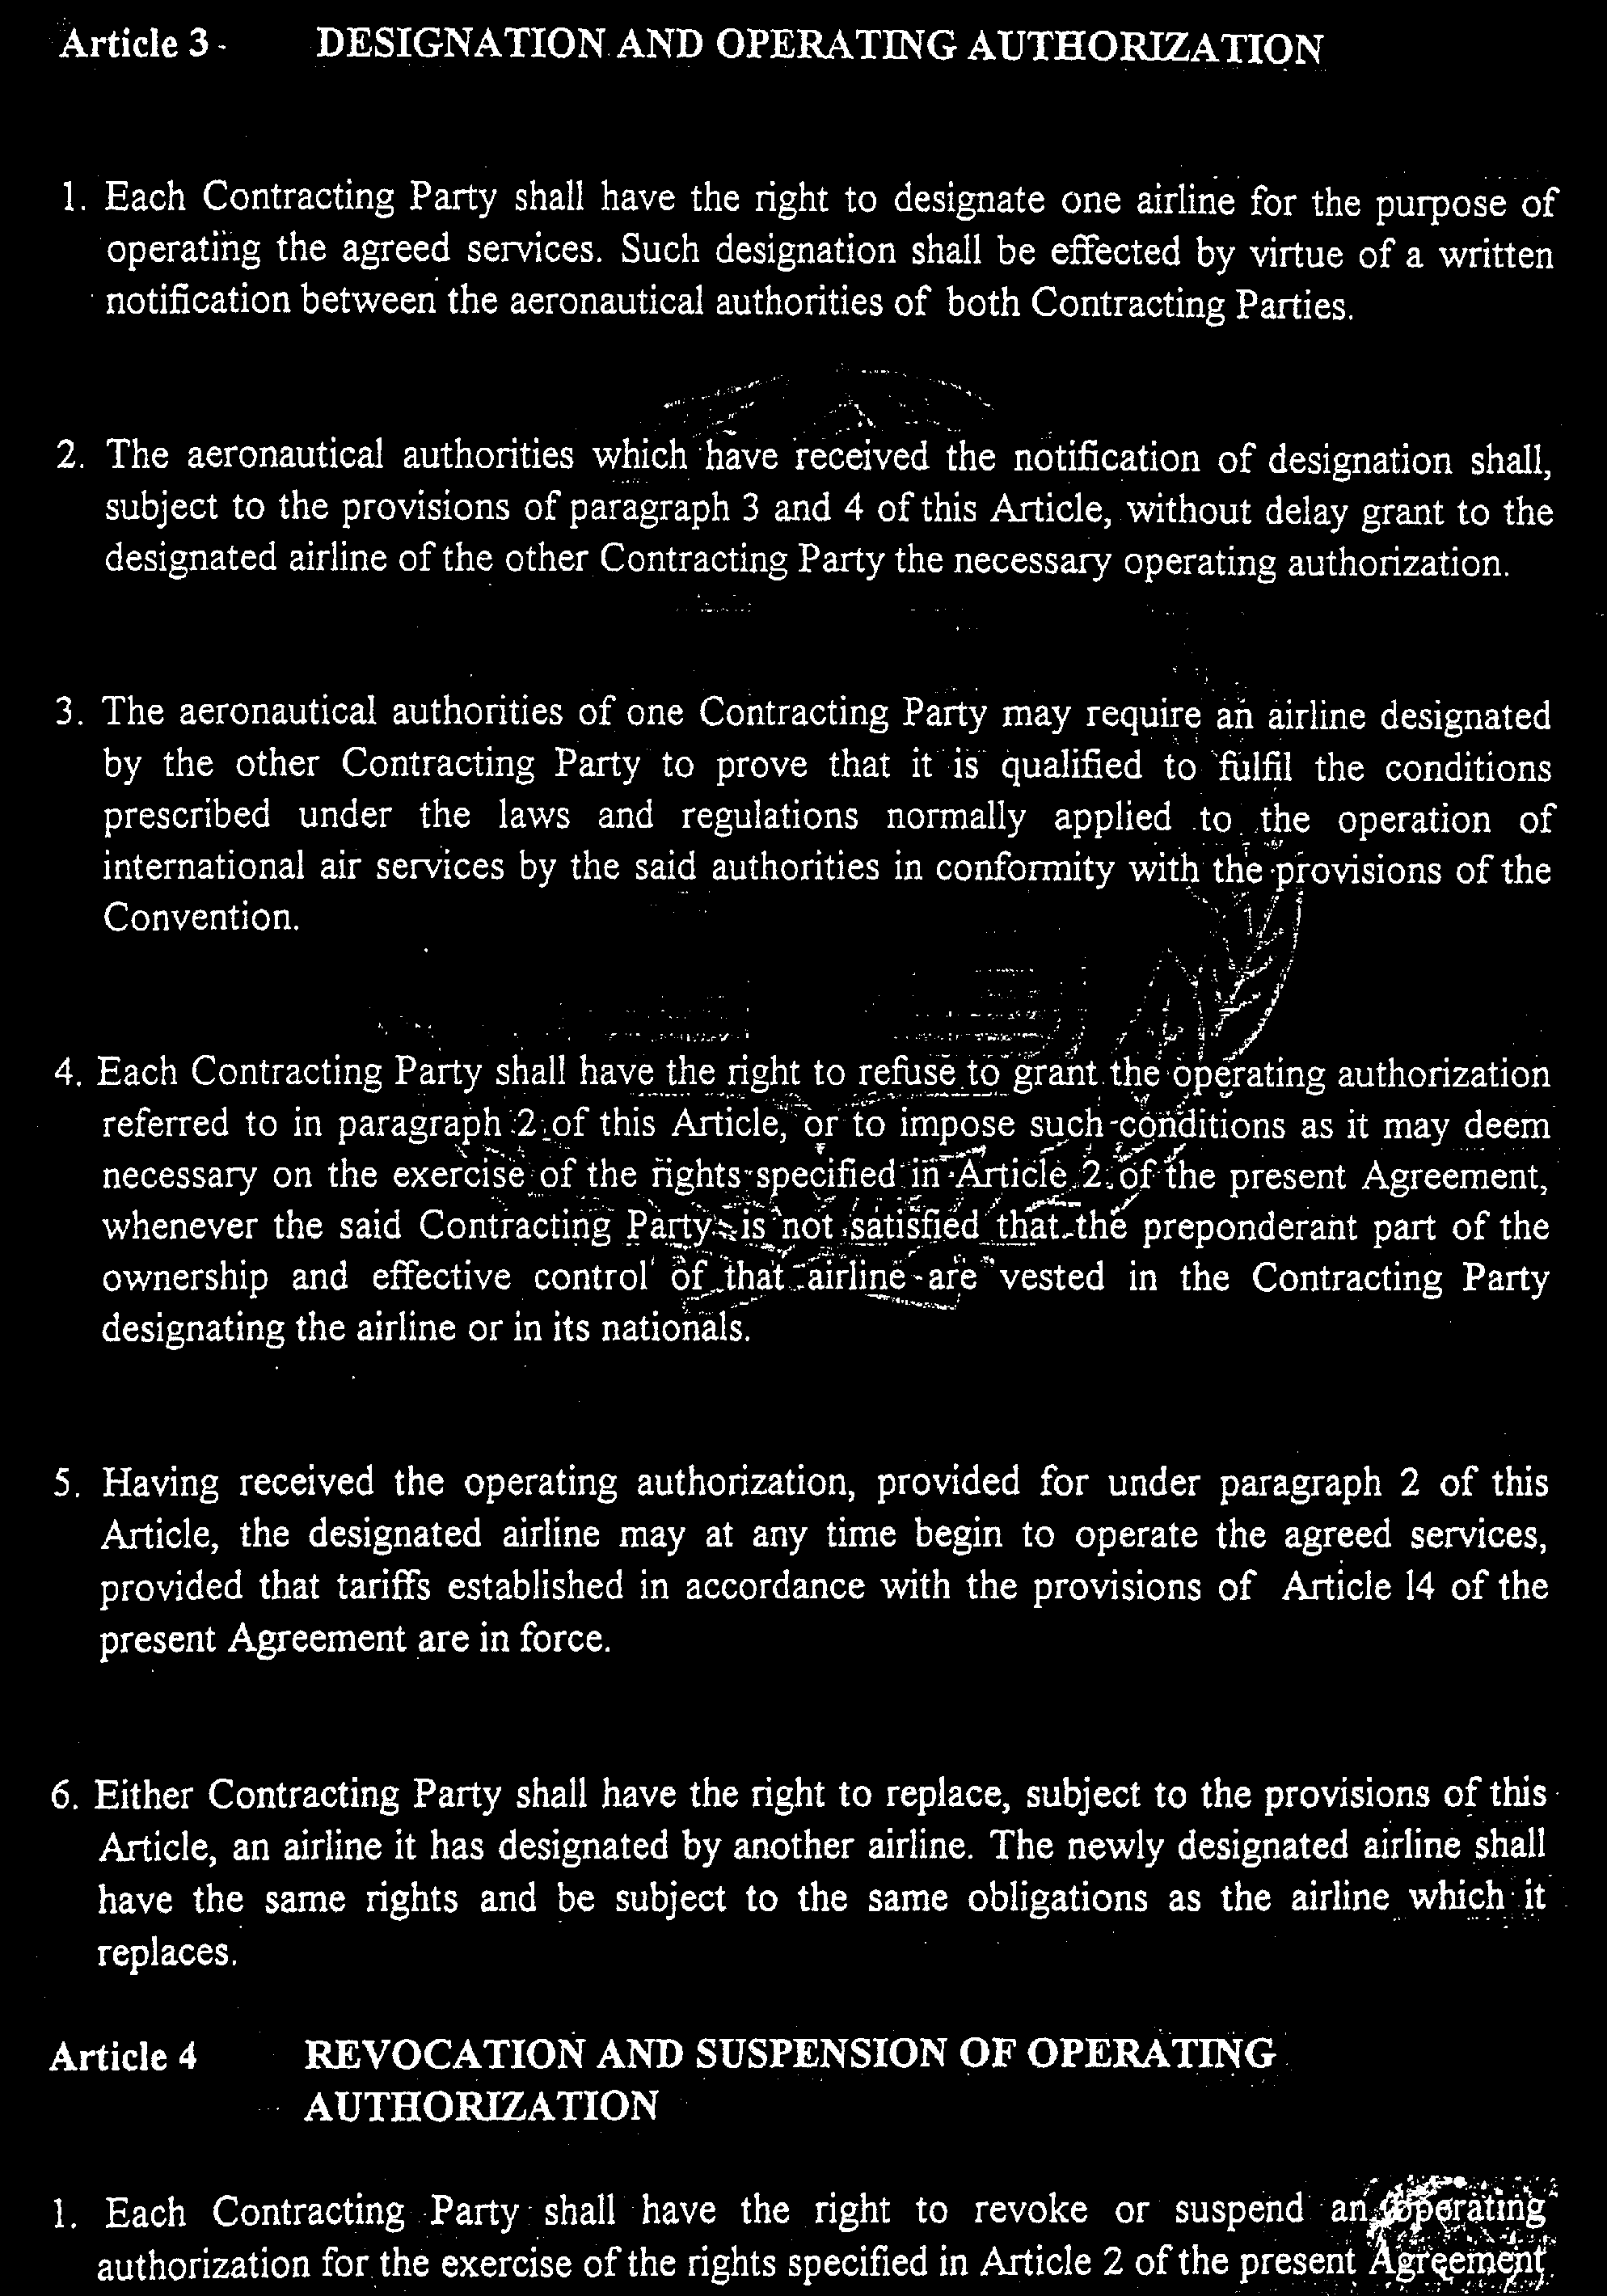 Article 3 - DESIGNATION AND OPERATING AUTHORIZATION
1. Each Contracting Party shall have the right to designate one airline for the purpose of
operating the agreed services. Such designation shall be effected by virtue of a written
notification between the aeronautical authorities of both Contracting Parties.
2. The aeronautical authorities which have received the notification of designation shall,
subject to the provisions of paragraph 3 and 4 of this Article, without delay grant to the
designated airline of the other Contracting Party the necessary operating authorization.
3. The aeronautical authorities of one Contracting Party may require an airline designated
by the other Contracting Party to prove that it is qualified to fulfil the conditions
prescribed under the laws and regulations normally applied to the operation of
international air services by the said authorities in conformity with the provisions of the
Convention.
4. Each Contracting Party shall have the right to refuse to grant the operating authorization
referred to in paragraph 2 of this Article, or to impose such conditions as it may deem
necessary on the exercise of the rights specified in Article 2 of the present Agreement,
whenever the said Contracting Party is not satisfied that the preponderant part of the
ownership and effective control of that airline are vested in the Contracting Party
designating the airline or in its nationals.
5. Having received the operating authorization, provided for under paragraph 2 of this
Article, the designated airline may at any time begin to operate the agreed services,
provided that tariffs established in accordance with the provisions of Article 14 of the
present Agreement are in force.
6. Either Contracting Party shall have the right to replace, subject to the provisions of this
Article, an airline it has designated by another airline. The newly designated airline shall
have the same rights and be subject to the same obligations as the airline which it
replaces.
Article 4 REVOCATION AND SUSPENSION OF OPERATING
AUTHORIZATION
1. Each Contracting Party shall have the right to revoke or suspend an operating
authorization for the exercise of the rights specified in Article 2 of the present Agreement